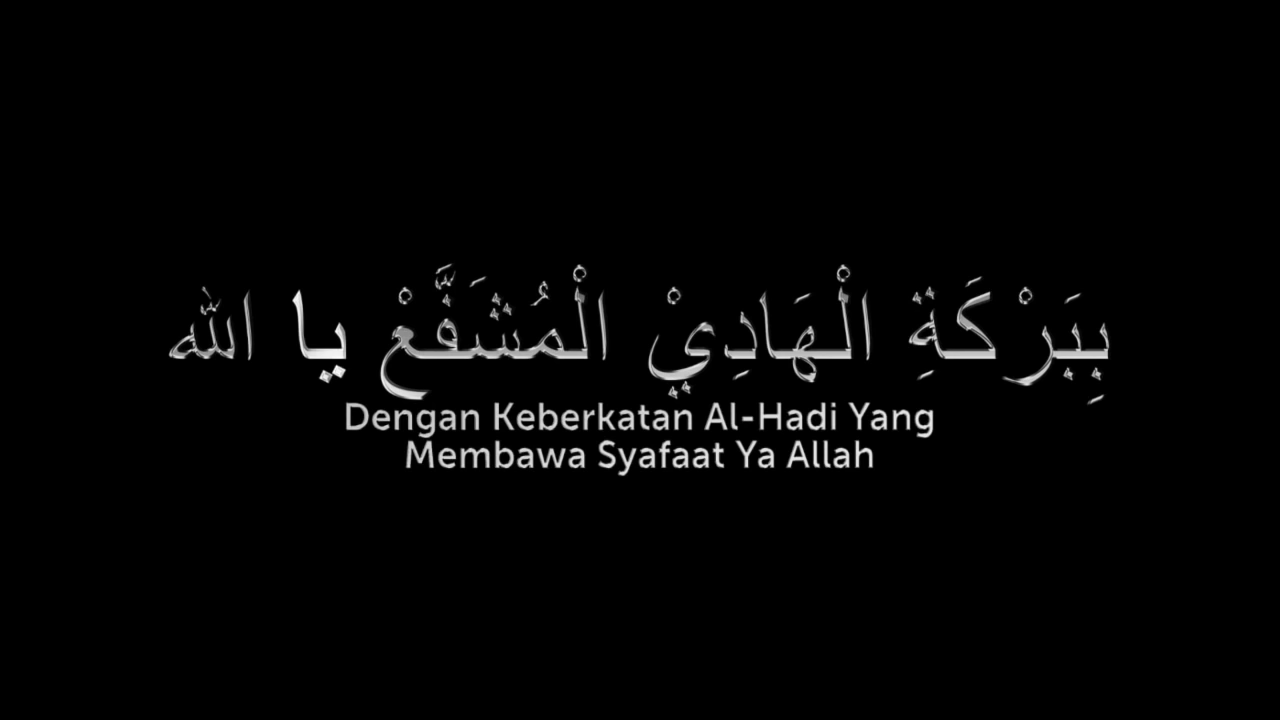 بِبَرْكَةِ الْهَادِيْ الْمُشَفَّعْ يا الله
Dengan Keberkatan Al-Hadi Yang
Membawa Syafaat Ya Allah